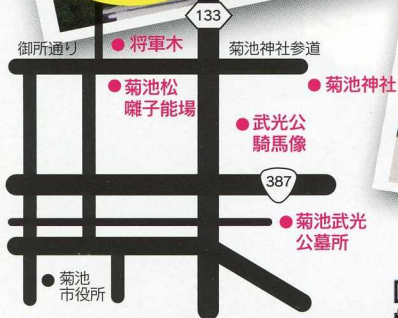 133
御所通り
将軍木
菊池神社参道
菊池松
囃子能場
菊池神社
武光公
騎馬像
387
菊池武光
公墓所
菊池
市役所